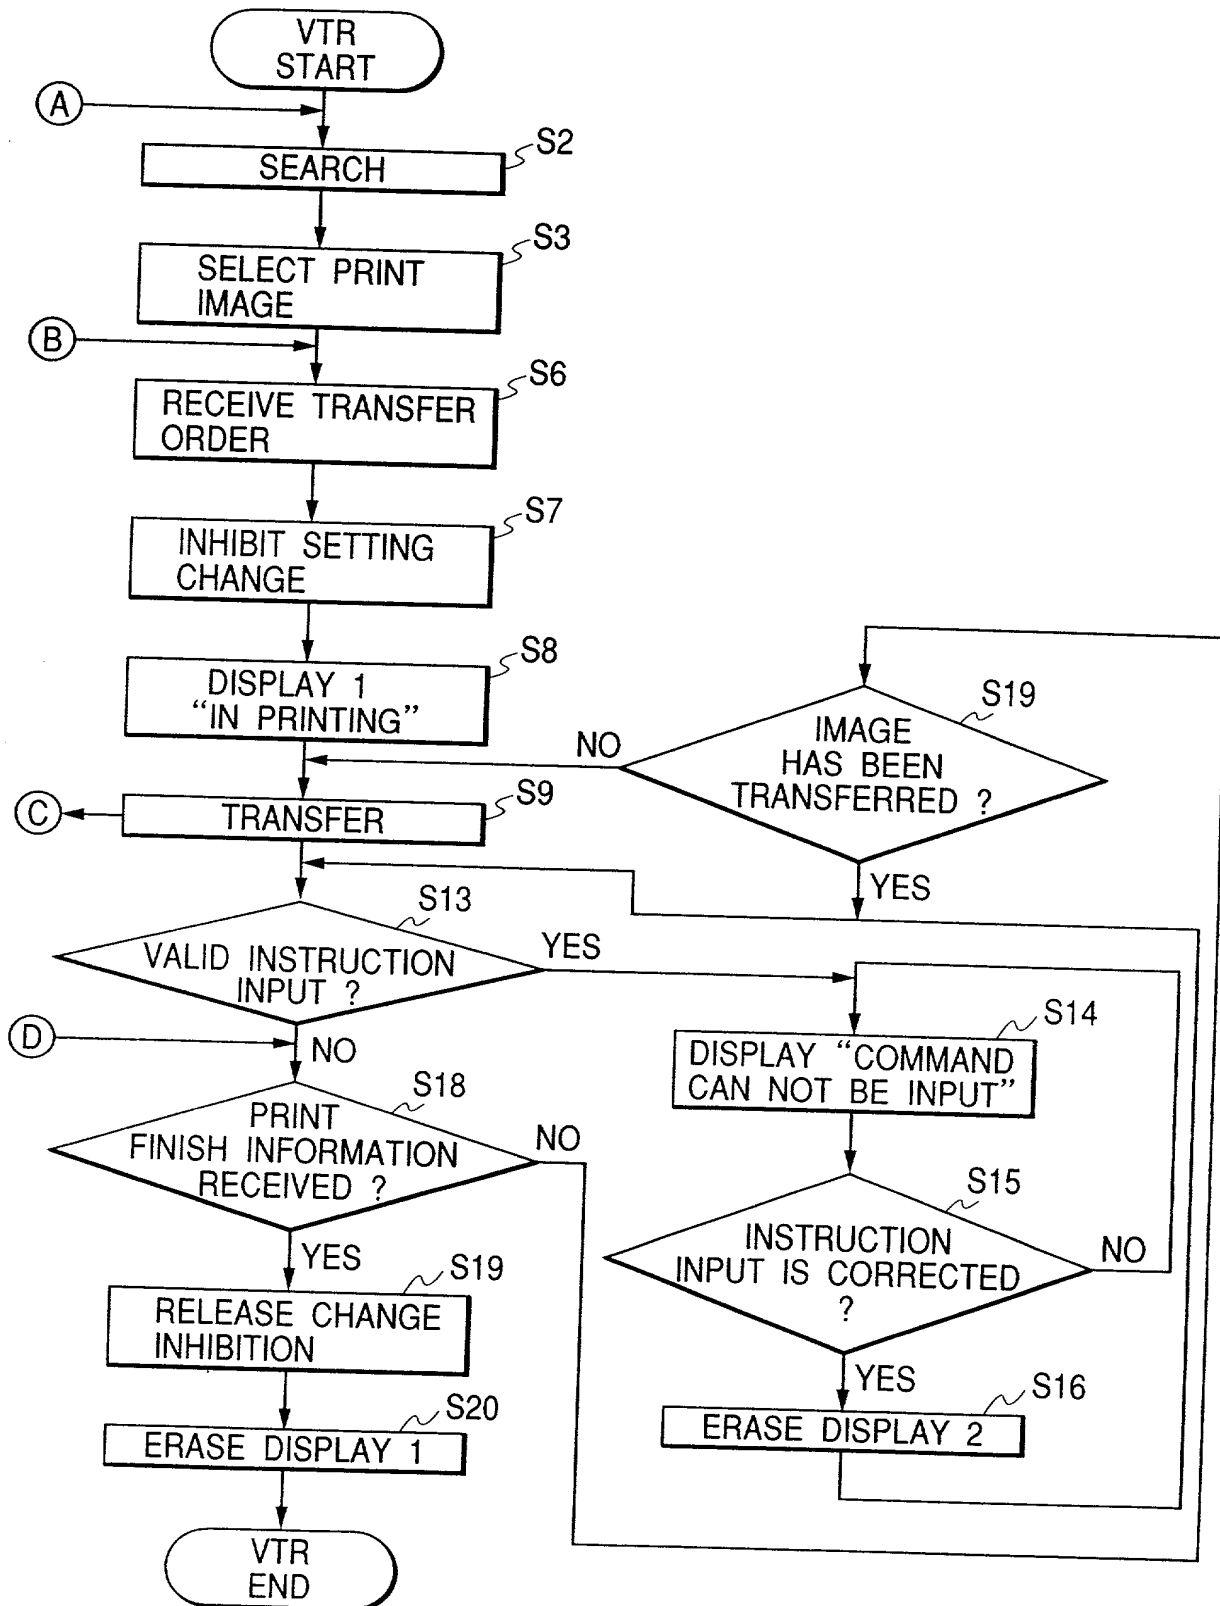 VTR
START
A
S2
SEARCH
S3
SELECT PRINT
IMAGE
B
S6
RECEIVE TRANSFER
ORDER
S7
INHIBIT SETTING
CHANGE
S8
DISPLAY 1
“IN PRINTING”
S19
IMAGE
HAS BEEN
TRANSFERRED ?
NO
YES
C
S9
TRANSFER
S13
VALID INSTRUCTION
INPUT ?
YES
NO
D
S14
DISPLAY “COMMAND
CAN NOT BE INPUT”
S18
PRINT
FINISH INFORMATION
RECEIVED ?
NO
YES
S15
INSTRUCTION
INPUT IS CORRECTED
?
NO
YES
S19
RELEASE CHANGE
INHIBITION
S16
ERASE DISPLAY 2
S20
ERASE DISPLAY 1
VTR
END